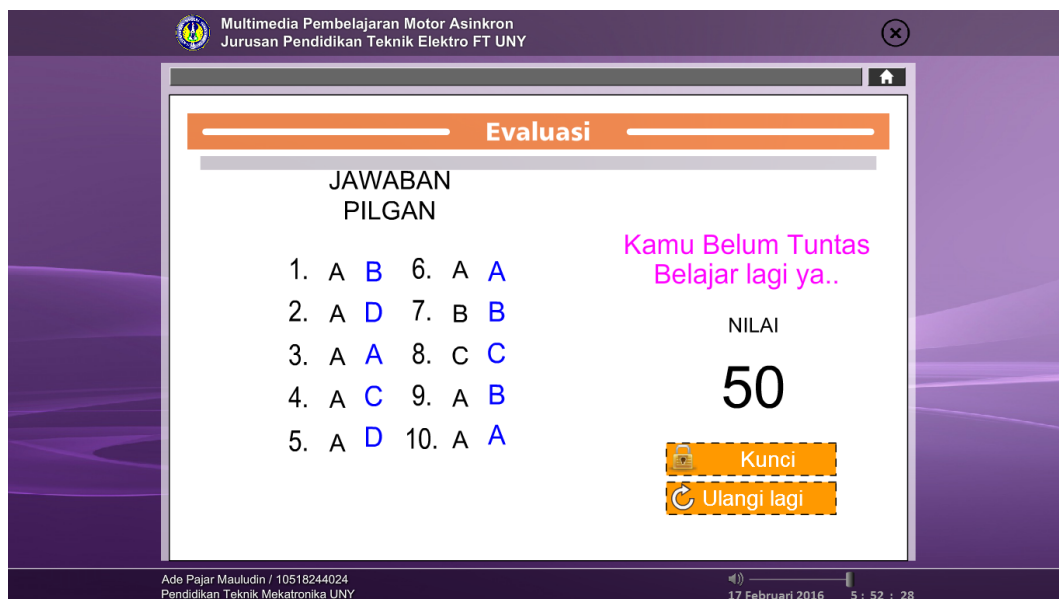 Multimedia Pembelajaran Motor Asinkron
Jurusan Pendidikan Teknik Elektro FT UNY
Evaluasi
JAWABAN
PILGAN
1. A B 6. A A
2. A D 7. B B
3. A A 8. C C
4. A C 9. A B
5. A D 10. A A
Kamu Belum Tuntas
Belajar lagi ya..
NILAI
50
Kunci
Ulangi lagi
Ade Pajar Mauludin / 10518244024
Pendidikan Teknik Mekatronika UNY
17 Februari 2016 5 : 52 : 28